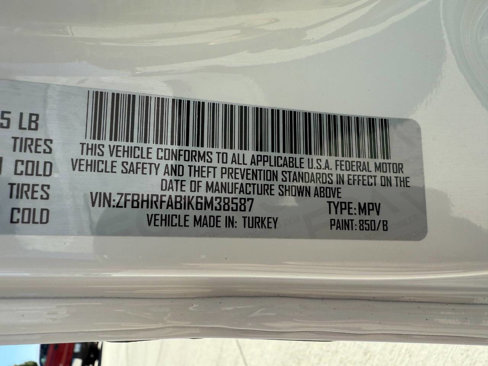 5 LB
TIRES
COLD
TIRES
COLD
THIS VEHICLE CONFORMS TO ALL APPLICABLE U.S.A. FEDERAL MOTOR
VEHICLE SAFETY AND THEFT PREVENTION STANDARDS IN EFFECT ON THE
DATE OF MANUFACTURE SHOWN ABOVE
VIN:ZFBHRFAB1K6M38587
TYPE:MPV
VEHICLE MADE IN: TURKEY
PAINT: 850/B